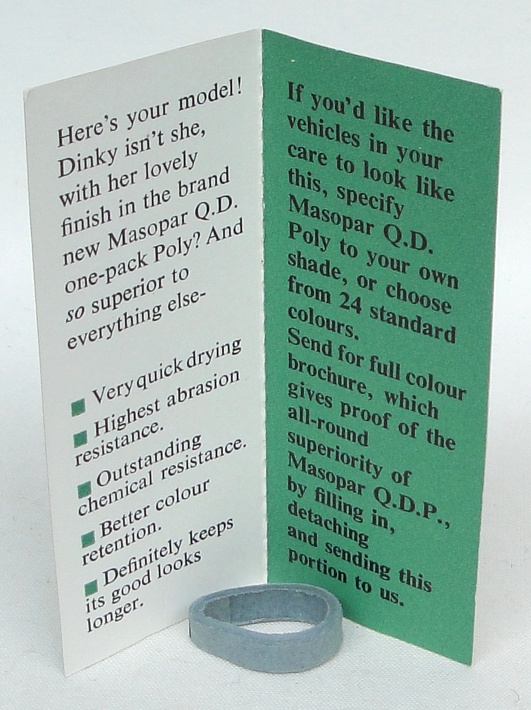 Here's your model!
Dinky isn't she,
with her lovely
finish in the brand
new Masopar Q.D.
one-pack Poly? And
so superior to
everything else-
Very quick drying
Highest abrasion
resistance.
Outstanding
chemical resistance.
Better colour
retention.
Definitely keeps
its good looks
longer.
If you'd like the
vehicles in your
care to look like
this, specify
Masopar Q.D.
Poly to your own
shade, or choose
from 24 standard
colours.
Send for full colour
brochure, which
gives proof of the
all-round
superiority of
Masopar Q.D.P.,
by filling in,
detaching
and sending this
portion to us.